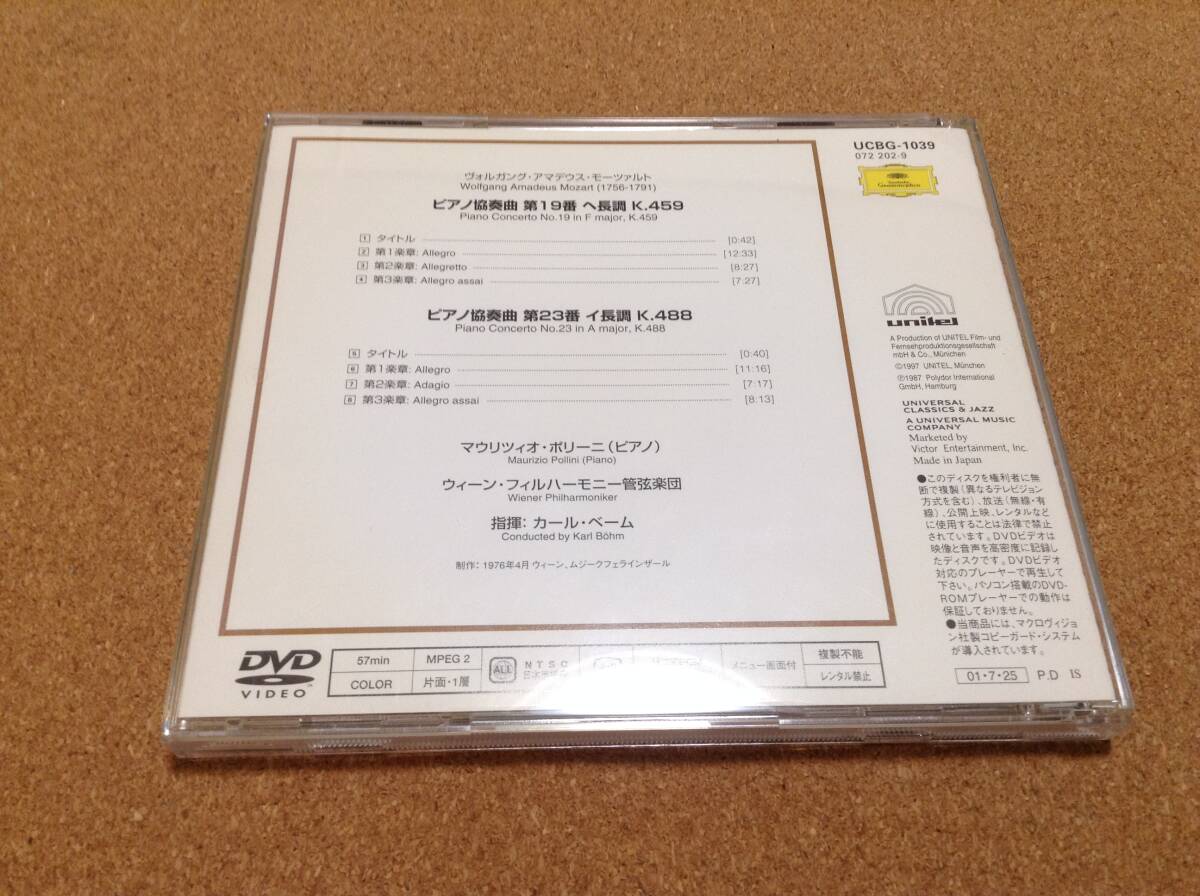 ヴォルガング・アマデウス・モーツァルト
Wolfgang Amadeus Mozart (1756-1791)
ピアノ協奏曲 第19番 ヘ長調 K.459
Piano Concerto No.19 in F major, K.459
1 タイトル [0:42]
2 第1楽章: Allegro [12:33]
3 第2楽章: Allegretto [8:27]
4 第3楽章: Allegro assai [7:27]
ピアノ協奏曲 第23番 イ長調 K.488
Piano Concerto No.23 in A major, K.488
5 タイトル [0:40]
6 第1楽章: Allegro [11:16]
7 第2楽章: Adagio [7:17]
8 第3楽章: Allegro assai [8:13]
マウリツィオ・ポリーニ(ピアノ)
Maurizio Pollini (Piano)
ウィーン・フィルハーモニー管弦楽団
Wiener Philharmoniker
指揮: カール・ベーム
Conducted by Karl Böhm
制作: 1976年4月 ウィーン、ムジークフェラインザール
UCBG-1039
072 202-9
Deutsche
Grammophon
unitel
A Production of UNITEL Film- und
Fernsehproduktionsgesellschaft
mbH & Co., München
©1997 UNITEL, München
℗1987 Polydor International
GmbH, Hamburg
UNIVERSAL
CLASSICS & JAZZ
A UNIVERSAL MUSIC
COMPANY
Marketed by
Victor Entertainment, Inc.
Made in Japan
●このディスクを権利者に無
断で複製(異なるテレビジョン
方式を含む)、放送(無線・有
線)、公開上映、レンタルなど
に使用することは法律で禁止
されています。DVDビデオは
映像と音声を高密度に記録し
たディスクです。DVDビデオ
対応のプレーヤーで再生して
下さい。パソコン搭載のDVD-
ROMプレーヤーでの動作は
保証しておりません。
●当商品には、マクロヴィジョ
ン社製コピーガード・システム
が導入されています。
01・7・25 P.D IS
DVD
VIDEO
57min
COLOR
MPEG 2
片面・1層
ALL
NTSC
日本市場向
メニュー画面付
複製不能
レンタル禁止